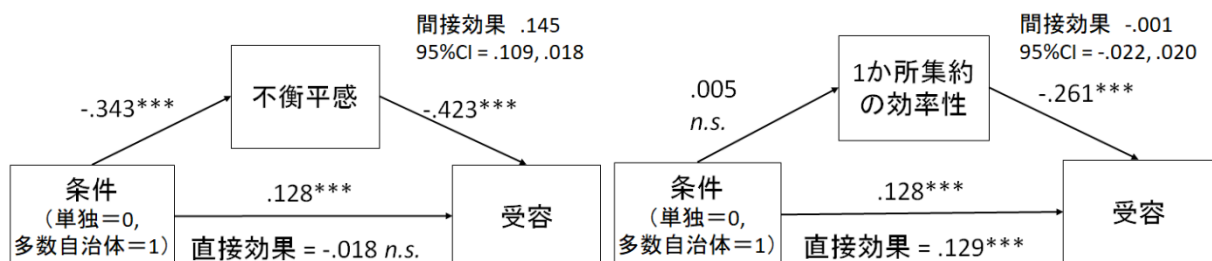 間接効果 .145
95%CI = .109, .018
不衡平感
-.343***
-.423***
条件
(単独＝0,
多数自治体＝1)
.128***
受容
直接効果 = -.018 n.s.
間接効果 -.001
95%CI = -.022, .020
1か所集約
の効率性
.005
n.s.
-.261***
条件
(単独＝0,
多数自治体＝1)
.128***
受容
直接効果 = .129***